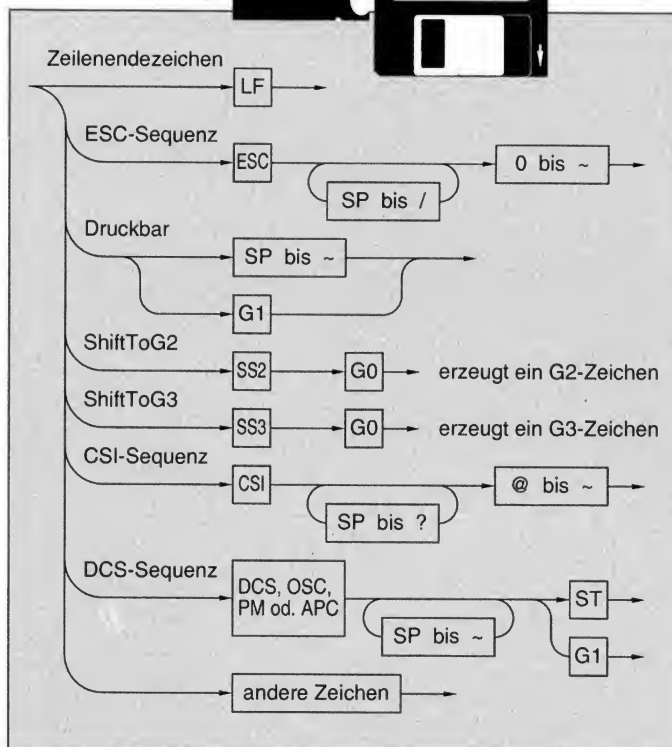 Zeilenendezeichen
LF
ESC-Sequenz
ESC
SP bis /
0 bis ~
Druckbar
SP bis ~
G1
ShiftToG2
SS2
G0
erzeugt ein G2-Zeichen
ShiftToG3
SS3
G0
erzeugt ein G3-Zeichen
CSI-Sequenz
CSI
SP bis ?
@ bis ~
DCS-Sequenz
DCS, OSC,
PM od. APC
SP bis ~
ST
G1
andere Zeichen